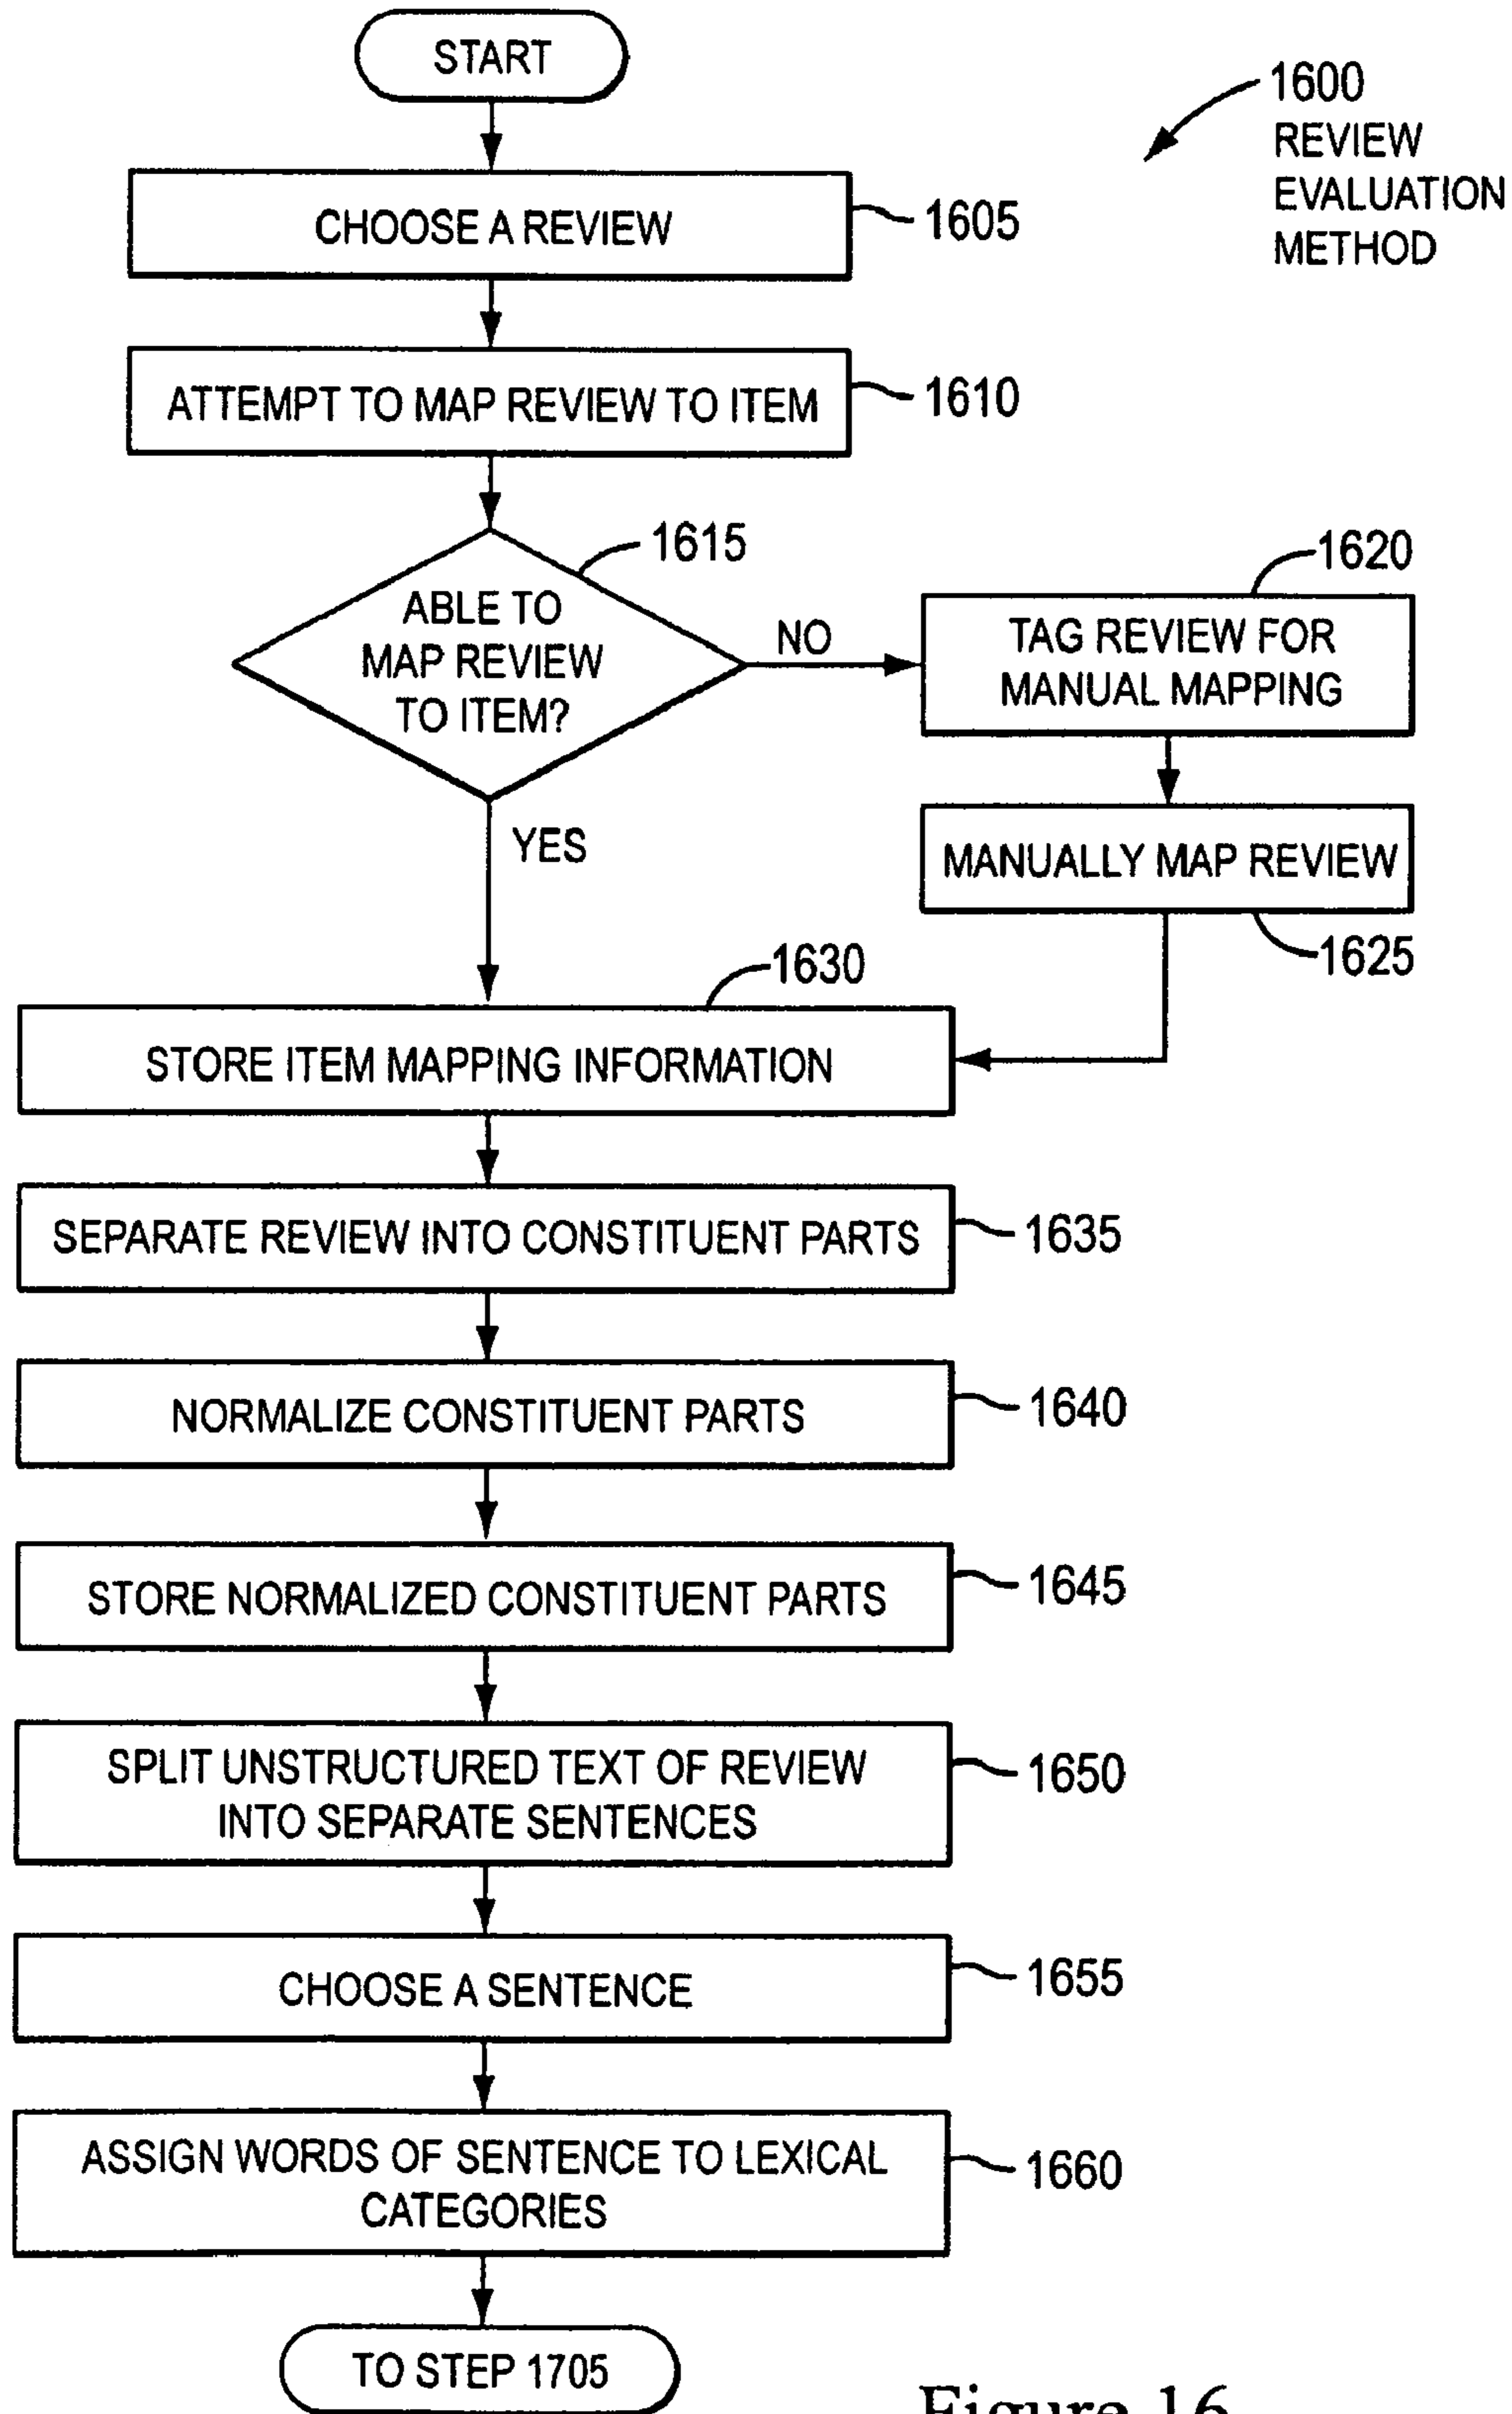 START
1600
REVIEW
EVALUATION
METHOD
CHOOSE A REVIEW
1605
ATTEMPT TO MAP REVIEW TO ITEM
1610
1615
ABLE TO
MAP REVIEW
TO ITEM?
NO
1620
TAG REVIEW FOR
MANUAL MAPPING
YES
MANUALLY MAP REVIEW
1625
1630
STORE ITEM MAPPING INFORMATION
SEPARATE REVIEW INTO CONSTITUENT PARTS
1635
NORMALIZE CONSTITUENT PARTS
1640
STORE NORMALIZED CONSTITUENT PARTS
1645
SPLIT UNSTRUCTURED TEXT OF REVIEW
INTO SEPARATE SENTENCES
1650
CHOOSE A SENTENCE
1655
ASSIGN WORDS OF SENTENCE TO LEXICAL
CATEGORIES
1660
TO STEP 1705
Figure 16